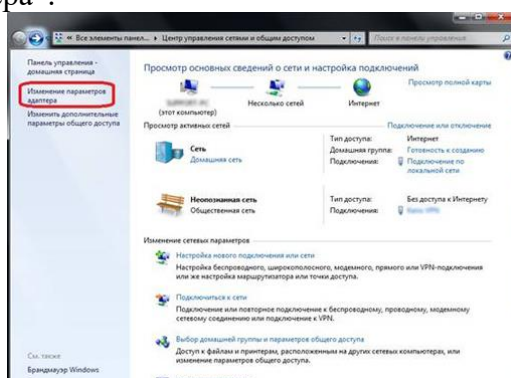 ера".
« Все элементы панел... ▸ Центр управления сетями и общим доступом
Поиск в панели управления
Панель управления -
домашняя страница
Изменение параметров
адаптера
Изменить дополнительные
параметры общего доступа
Просмотр основных сведений о сети и настройка подключений
Просмотр полной карты
(этот компьютер)
Несколько сетей
Интернет
Просмотр активных сетей
Подключение или отключение
Сеть
Домашняя сеть
Тип доступа: Интернет
Домашняя группа: Готовность к созданию
Подключения: Подключение по
локальной сети
Неопознанная сеть
Общественная сеть
Тип доступа: Без доступа к Интернету
Подключения:
Изменение сетевых параметров
Настройка нового подключения или сети
Настройка беспроводного, широкополосного, модемного, прямого или VPN-подключения
или же настройка маршрутизатора или точки доступа.
Подключиться к сети
Подключение или повторное подключение к беспроводному, проводному, модемному
сетевому соединению или подключение к VPN.
Выбор домашней группы и параметров общего доступа
Доступ к файлам и принтерам, расположенным на других сетевых компьютерах, или
изменение параметров общего доступа.
См. также
Брандмауэр Windows